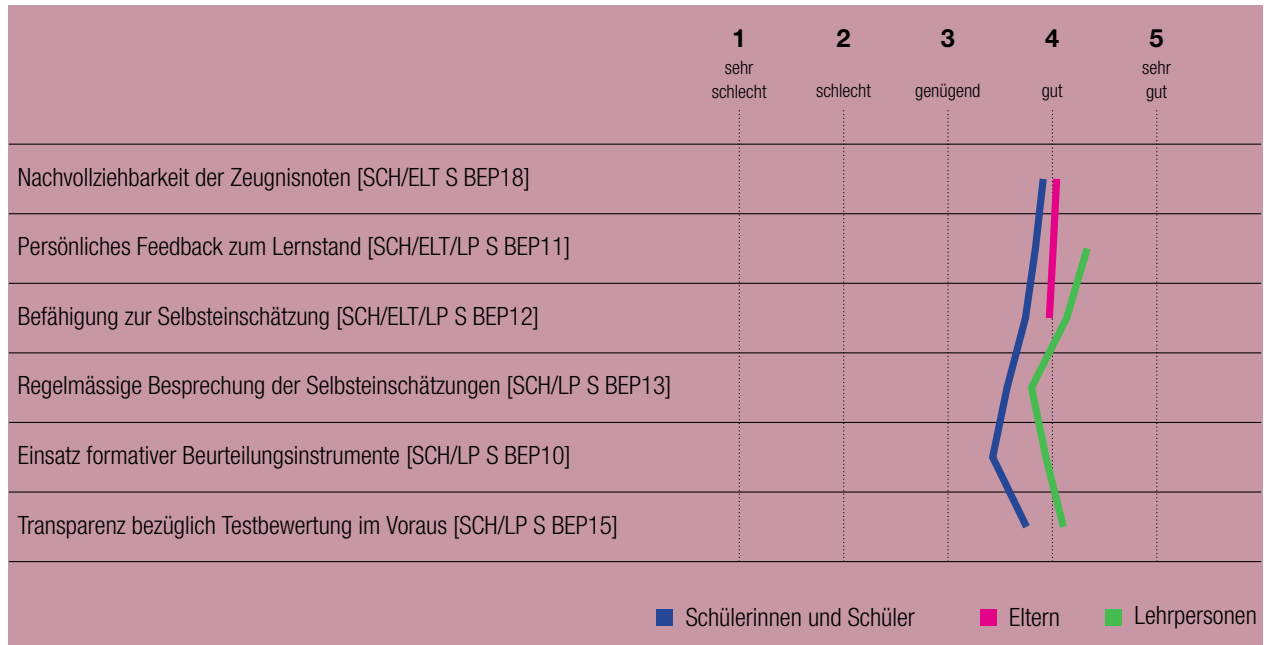 1 2 3 4 5
sehr schlecht schlecht genügend gut sehr gut
Nachvollziehbarkeit der Zeugnisnoten [SCH/ELT S BEP18]
Persönliches Feedback zum Lernstand [SCH/ELT/LP S BEP11]
Befähigung zur Selbsteinschätzung [SCH/ELT/LP S BEP12]
Regelmässige Besprechung der Selbsteinschätzungen [SCH/LP S BEP13]
Einsatz formativer Beurteilungsinstrumente [SCH/LP S BEP10]
Transparenz bezüglich Testbewertung im Voraus [SCH/LP S BEP15]
Schülerinnen und Schüler Eltern Lehrpersonen